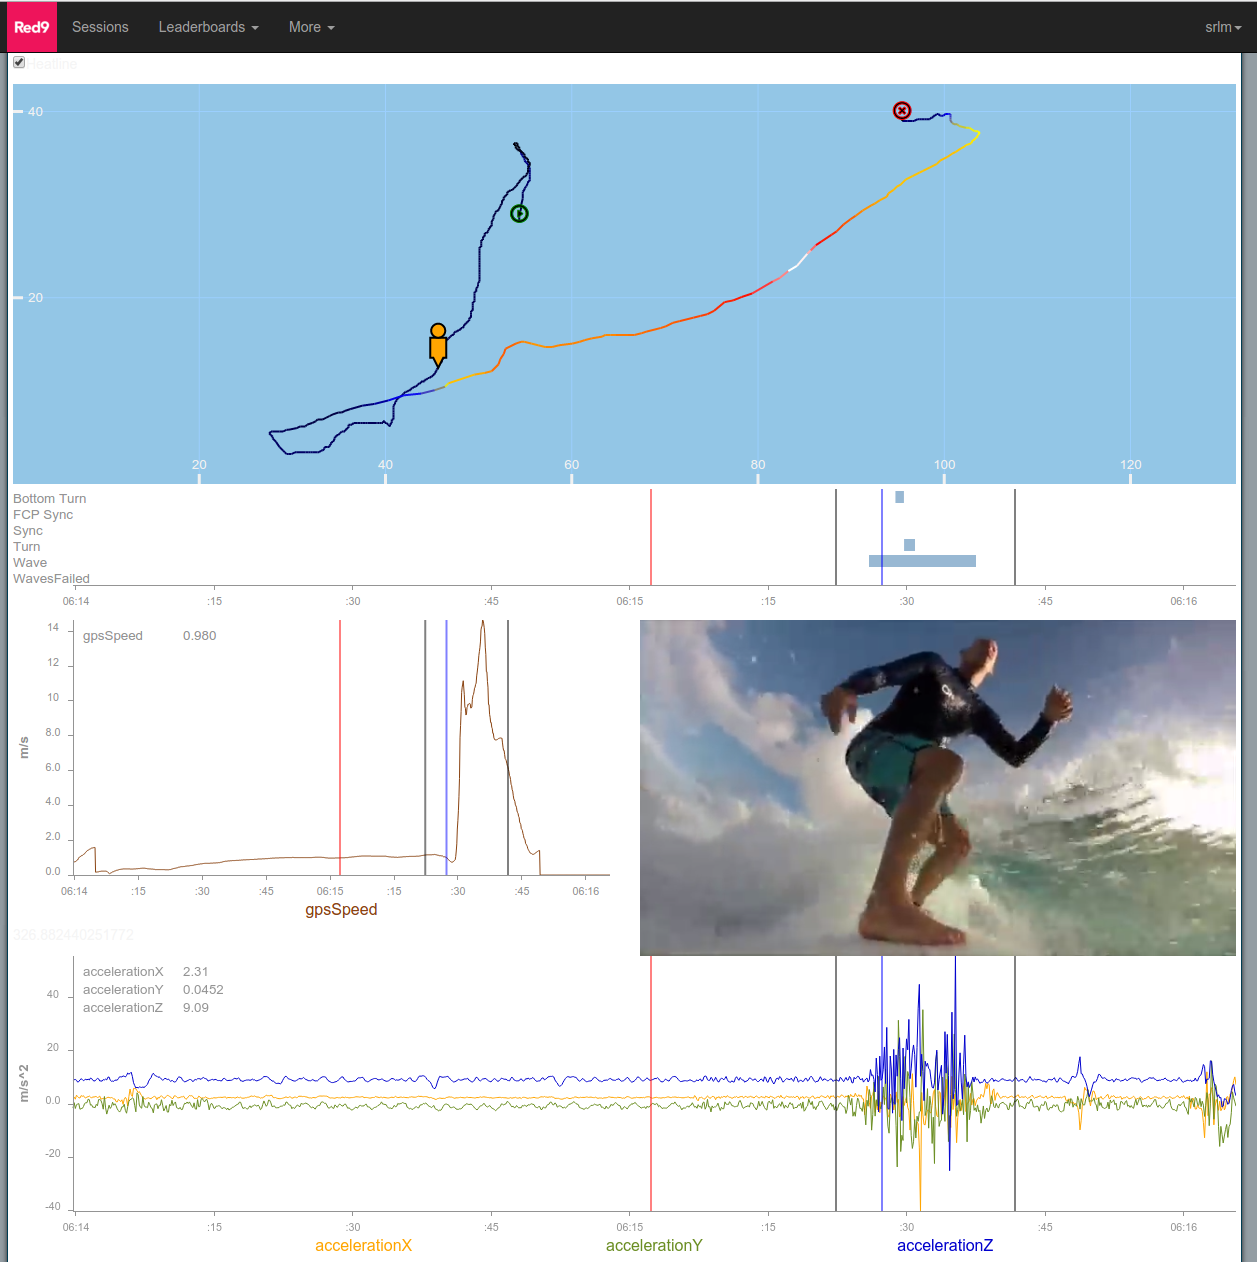 Red9 Sessions Leaderboards More srlm
Heatline
40
20
20 40 60 80 100 120
Bottom Turn
FCP Sync
Sync
Turn
Wave
WavesFailed
06:14 :15 :30 :45 06:15 :15 :30 :45 06:16
14
12
10
8.0
6.0
4.0
2.0
0.0
m/s
gpsSpeed 0.980
06:14 :15 :30 :45 06:15 :15 :30 :45 06:16
gpsSpeed
326.882440251772
accelerationX 2.31
accelerationY 0.0452
accelerationZ 9.09
40
20
0.0
-20
-40
m/s^2
06:14 :15 :30 :45 06:15 :15 :30 :45 06:16
accelerationX accelerationY accelerationZ